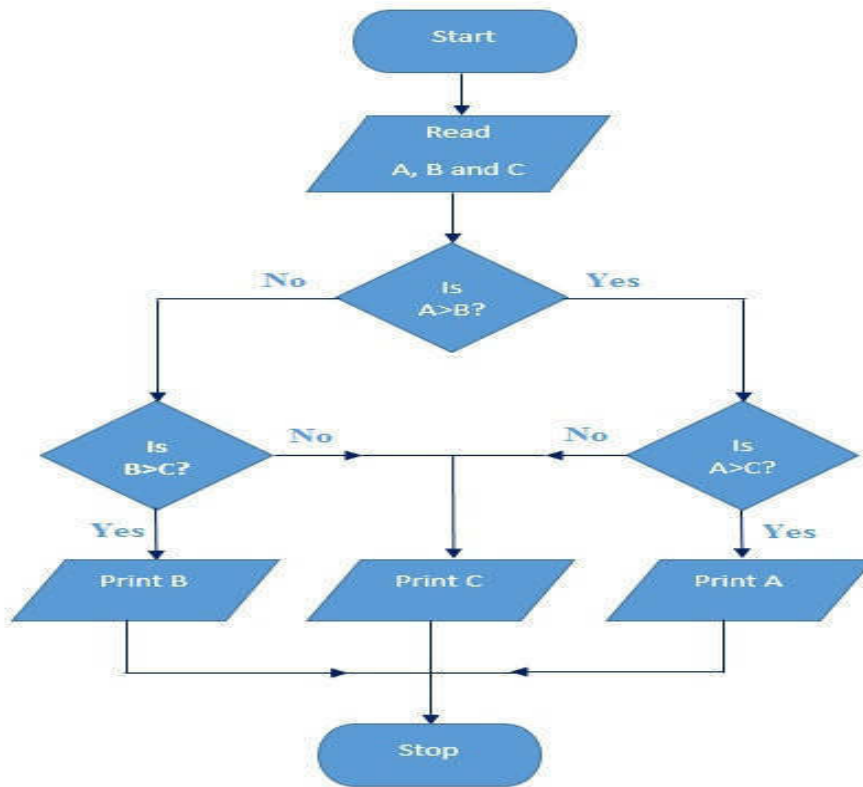 Start
Read
A, B and C
No
Is
Yes
A>B?
Is
B>C?
No
No
Is
A>C?
Yes
Yes
Print B
Print C
Print A
Stop